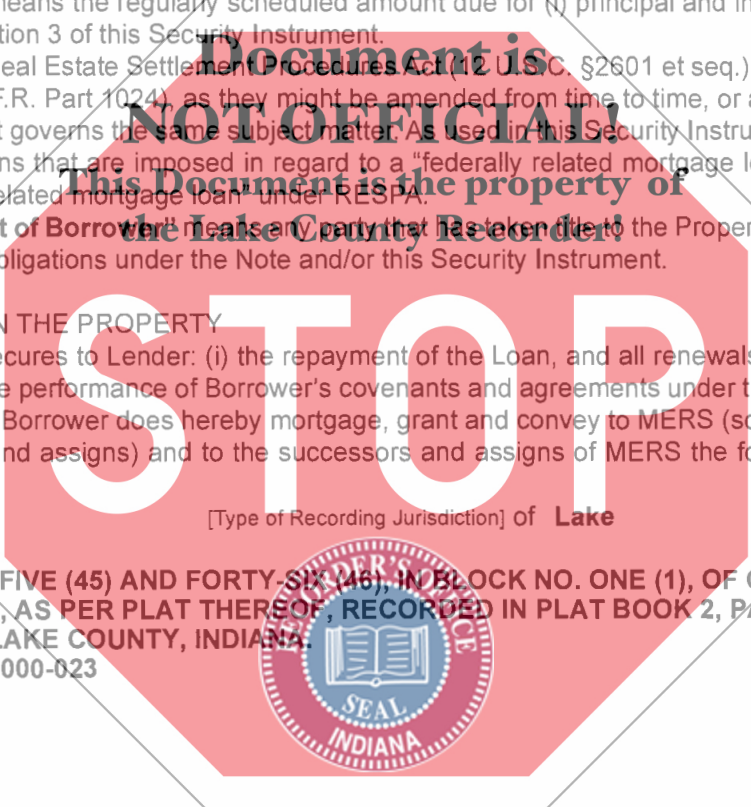 means the regularly scheduled amount due for (i) principal and in
tion 3 of this Security Instrument.
Document is
eal Estate Settlement Procedures Act (12 U.S.C. §2601 et seq.)
F.R. Part 1024), as they might be amended from time to time, or a
NOT OFFICIAL!
t governs the same subject matter. As used in this Security Instru
ns that are imposed in regard to a “federally related mortgage l
This Document is the property of
elated mortgage loan” under RESPA.
t of Borrower” means any party that has taken title to the Proper
the Lake County Recorder!
bligations under the Note and/or this Security Instrument.
N THE PROPERTY
STOP
ecures to Lender: (i) the repayment of the Loan, and all renewals
e performance of Borrower's covenants and agreements under t
Borrower does hereby mortgage, grant and convey to MERS (so
nd assigns) and to the successors and assigns of MERS the fo
[Type of Recording Jurisdiction] of Lake
FIVE (45) AND FORTY-SIX (46), IN BLOCK NO. ONE (1), OF
, AS PER PLAT THEREOF, RECORDED IN PLAT BOOK 2, PA
LAKE COUNTY, INDIANA.
000-023
RECORDER'S OFFICE
SEAL
INDIANA